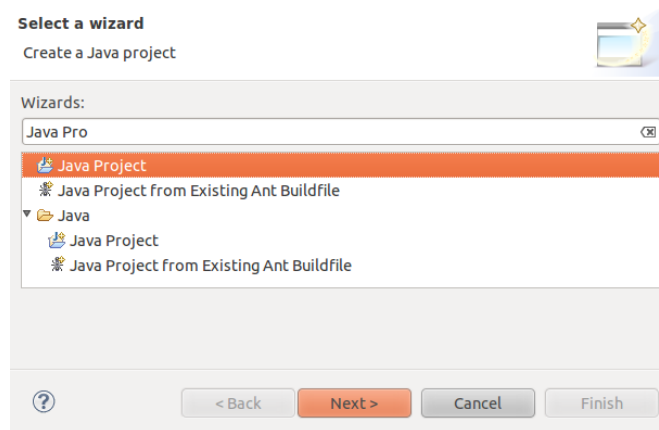 Select a wizard
Create a Java project
Wizards:
Java Pro
Java Project
Java Project from Existing Ant Buildfile
Java
Java Project
Java Project from Existing Ant Buildfile
? < Back Next > Cancel Finish